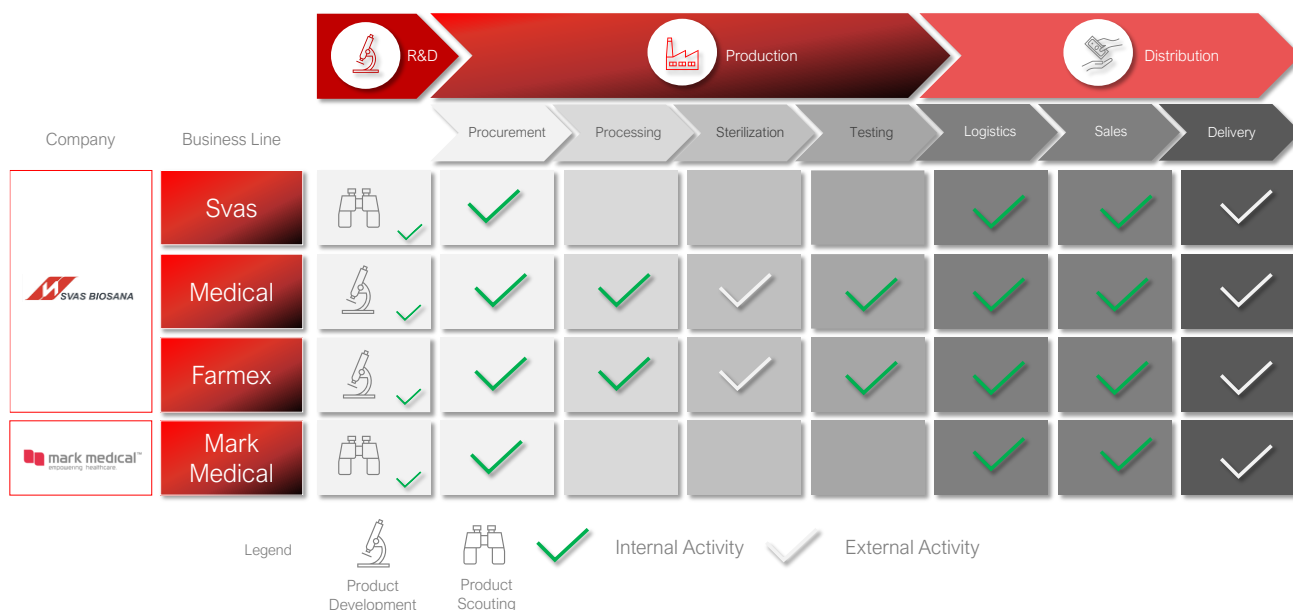 R&D
Production
Distribution
Company
Business Line
Procurement
Processing
Sterilization
Testing
Logistics
Sales
Delivery
SVAS BIOSANA
Svas
Medical
Farmex
mark medical™
empowering healthcare
Mark
Medical
Legend
Product
Development
Product
Scouting
Internal Activity
External Activity